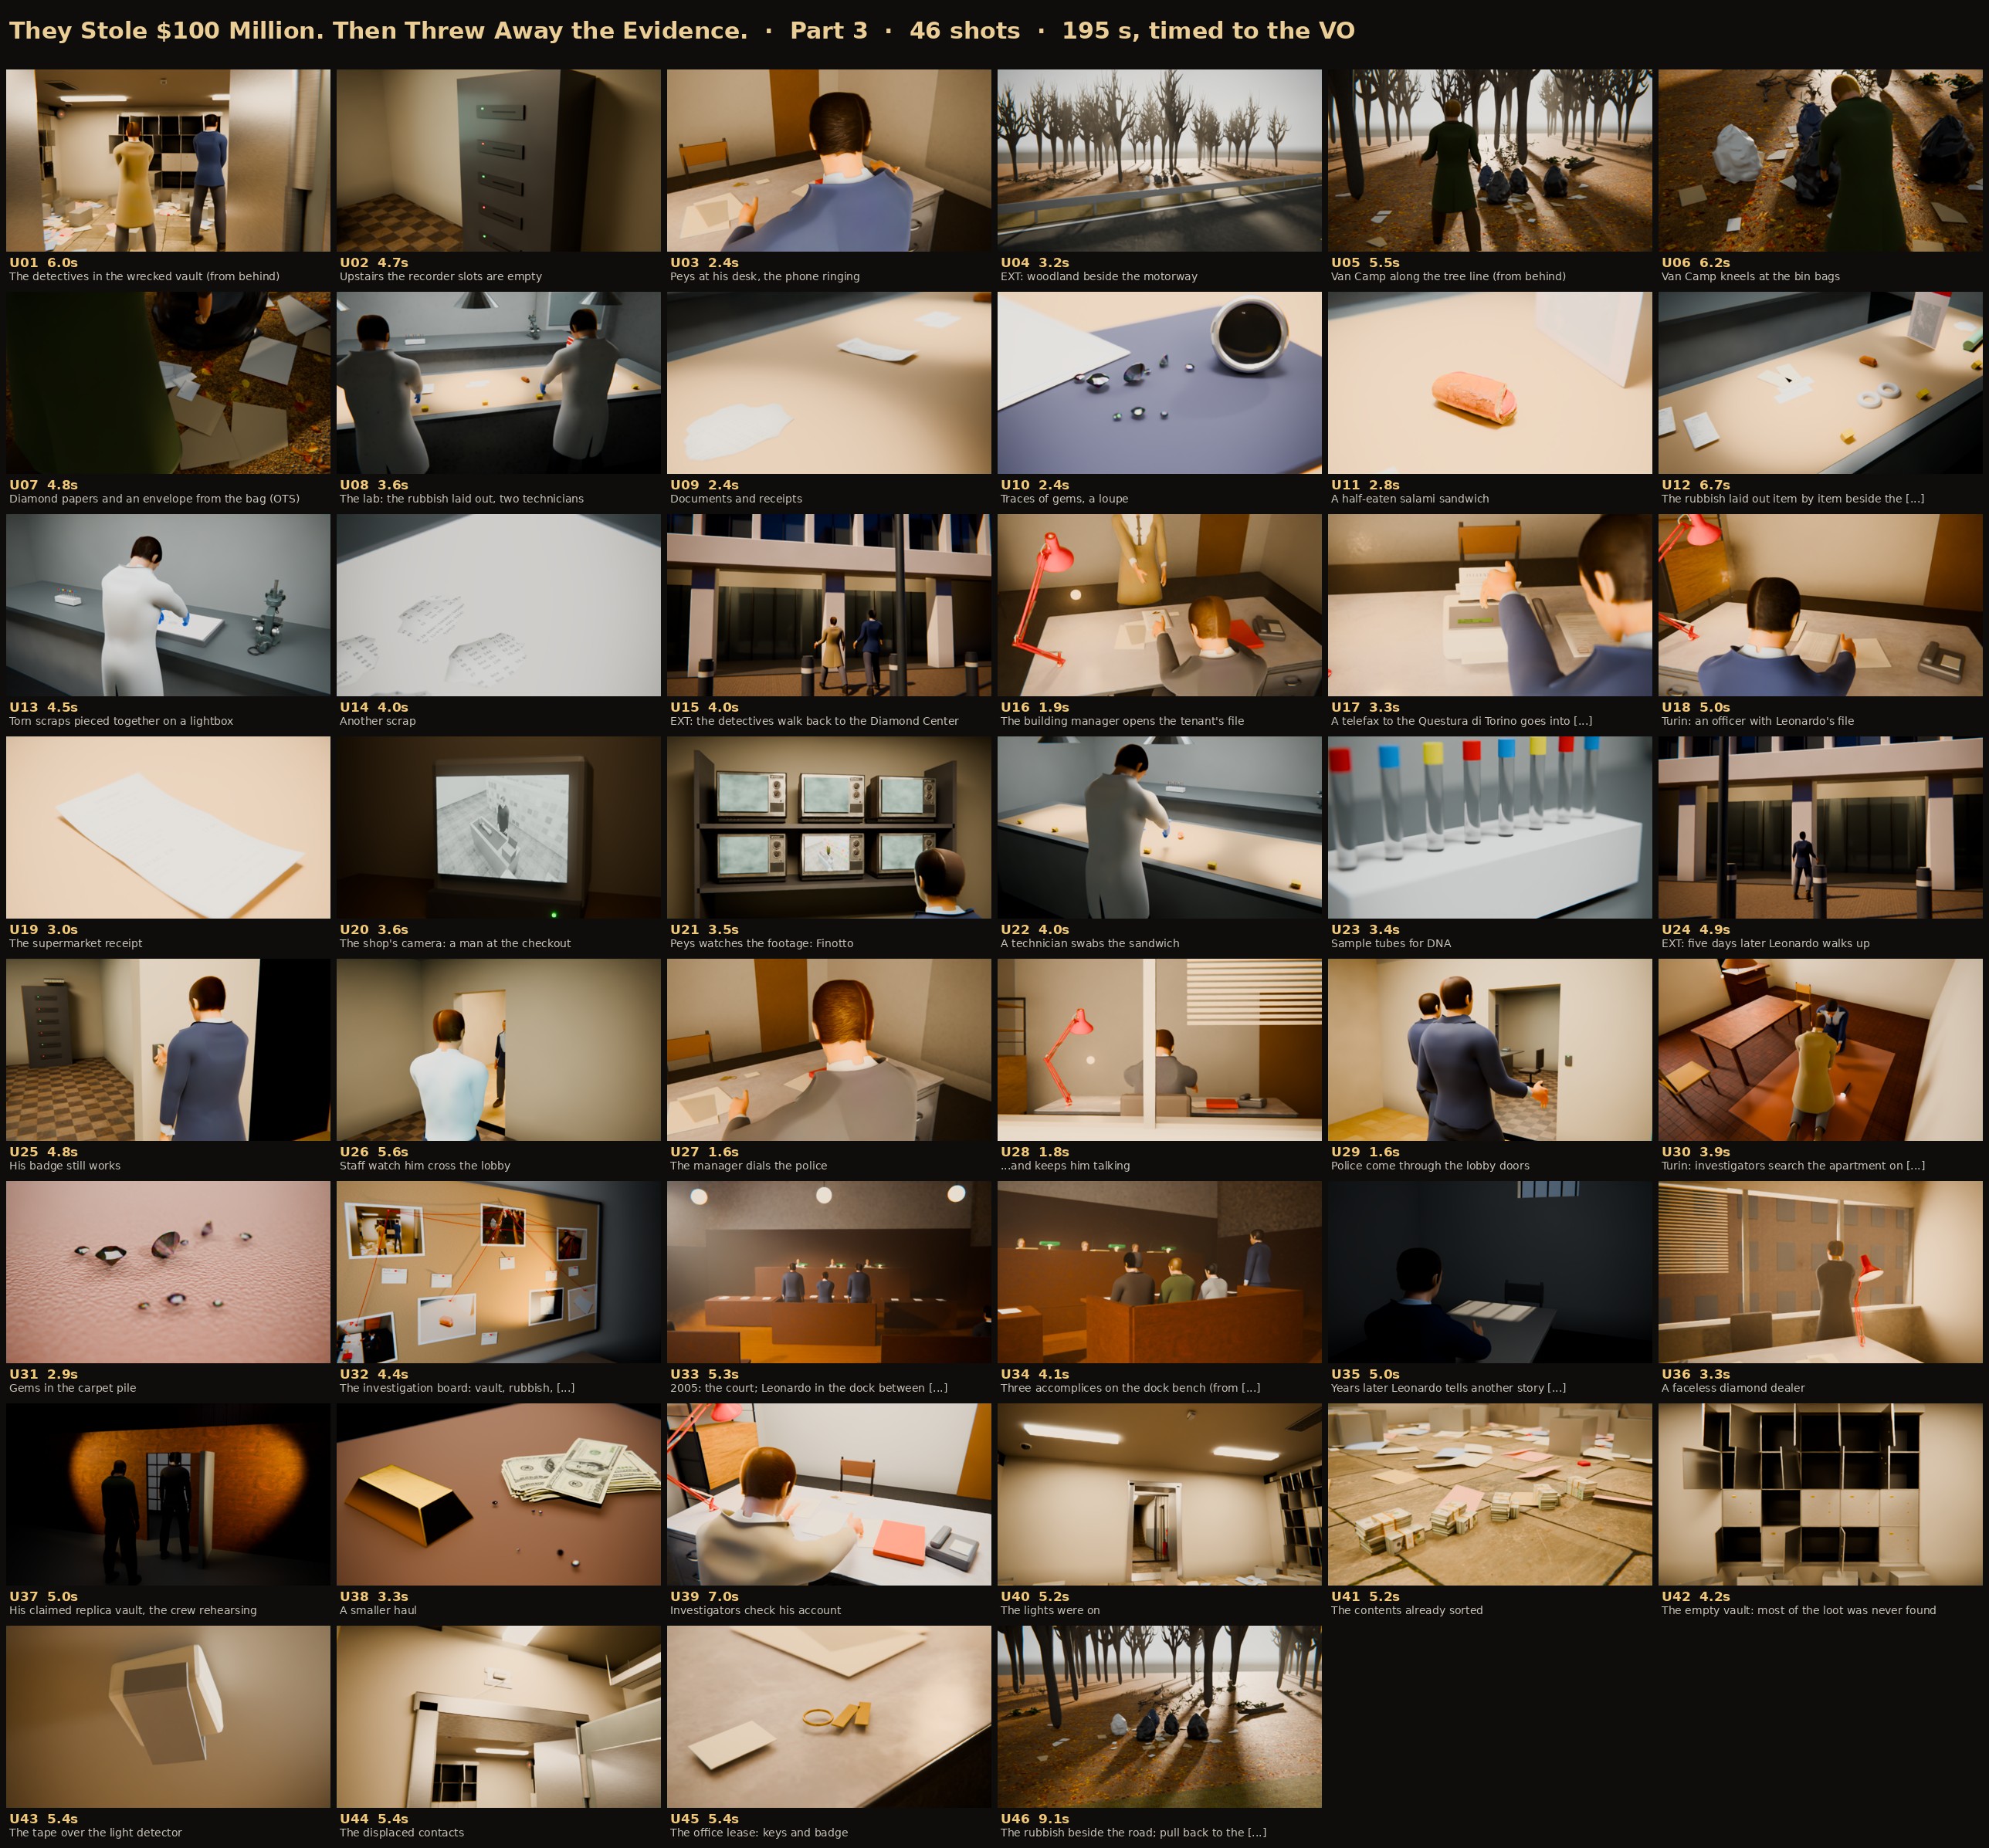 They Stole $100 Million. Then Threw Away the Evidence. · Part 3 · 46 shots · 195 s, timed to the VO
U01 6.0s
The detectives in the wrecked vault (from behind)
U02 4.7s
Upstairs the recorder slots are empty
U03 2.4s
Peys at his desk, the phone ringing
U04 3.2s
EXT: woodland beside the motorway
U05 5.5s
Van Camp along the tree line (from behind)
U06 6.2s
Van Camp kneels at the bin bags
U07 4.8s
Diamond papers and an envelope from the bag (OTS)
U08 3.6s
The lab: the rubbish laid out, two technicians
U09 2.4s
Documents and receipts
U10 2.4s
Traces of gems, a loupe
U11 2.8s
A half-eaten salami sandwich
U12 6.7s
The rubbish laid out item by item beside the [...]
U13 4.5s
Torn scraps pieced together on a lightbox
U14 4.0s
Another scrap
U15 4.0s
EXT: the detectives walk back to the Diamond Center
U16 1.9s
The building manager opens the tenant's file
U17 3.3s
A telefax to the Questura di Torino goes into [...]
U18 5.0s
Turin: an officer with Leonardo's file
U19 3.0s
The supermarket receipt
U20 3.6s
The shop's camera: a man at the checkout
U21 3.5s
Peys watches the footage: Finotto
U22 4.0s
A technician swabs the sandwich
U23 3.4s
Sample tubes for DNA
U24 4.9s
EXT: five days later Leonardo walks up
U25 4.8s
His badge still works
U26 5.6s
Staff watch him cross the lobby
U27 1.6s
The manager dials the police
U28 1.8s
...and keeps him talking
U29 1.6s
Police come through the lobby doors
U30 3.9s
Turin: investigators search the apartment on [...]
U31 2.9s
Gems in the carpet pile
U32 4.4s
The investigation board: vault, rubbish, [...]
U33 5.3s
2005: the court; Leonardo in the dock between [...]
U34 4.1s
Three accomplices on the dock bench (from [...]
U35 5.0s
Years later Leonardo tells another story [...]
U36 3.3s
A faceless diamond dealer
U37 5.0s
His claimed replica vault, the crew rehearsing
U38 3.3s
A smaller haul
U39 7.0s
Investigators check his account
U40 5.2s
The lights were on
U41 5.2s
The contents already sorted
U42 4.2s
The empty vault: most of the loot was never found
U43 5.4s
The tape over the light detector
U44 5.4s
The displaced contacts
U45 5.4s
The office lease: keys and badge
U46 9.1s
The rubbish beside the road; pull back to the [...]